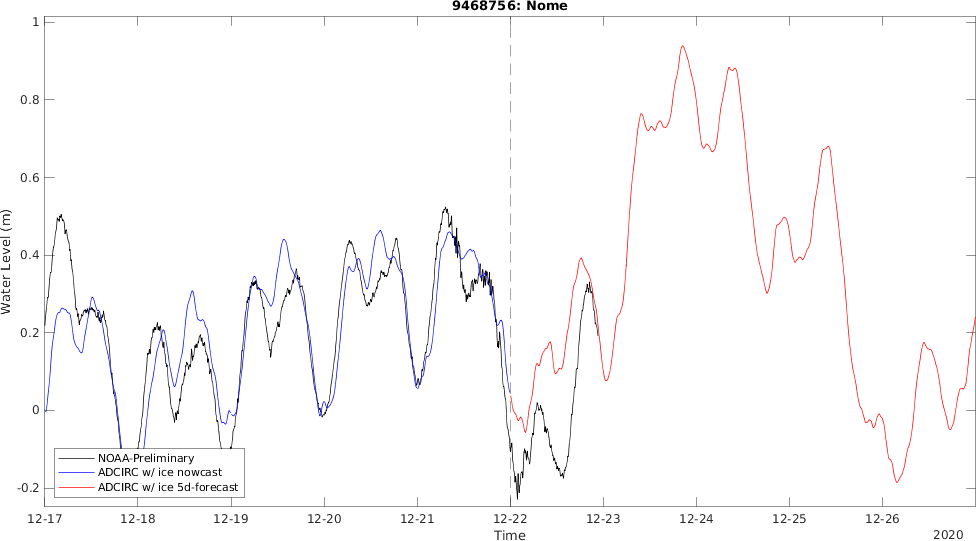 9468756: Nome
1
0.8
0.6
0.4
0.2
0
-0.2
Water Level (m)
NOAA-Preliminary
ADCIRC w/ ice nowcast
ADCIRC w/ ice 5d-forecast
12-17 12-18 12-19 12-20 12-21 12-22 12-23 12-24 12-25 12-26
Time
2020